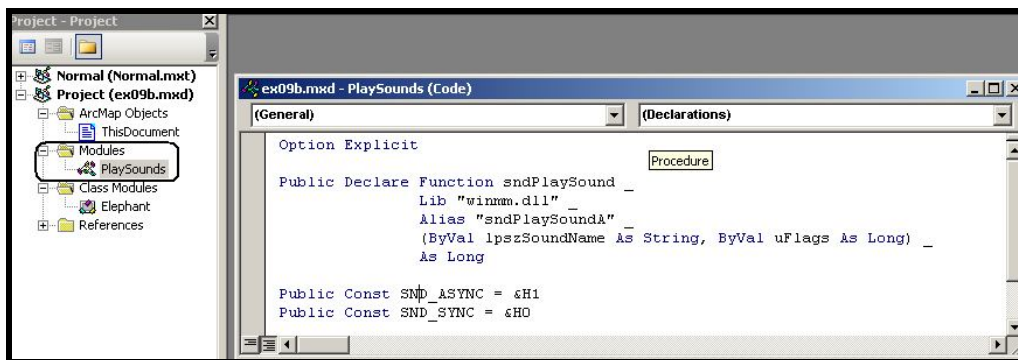 Project - Project
Normal (Normal.mxt)
Project (ex09b.mxd)
ArcMap Objects
ThisDocument
Modules
PlaySounds
Class Modules
Elephant
References
ex09b.mxd - PlaySounds (Code)
(General)
(Declarations)
Option Explicit
Procedure
Public Declare Function sndPlaySound _
Lib "winmm.dll" _
Alias "sndPlaySoundA" _
(ByVal lpszSoundName As String, ByVal uFlags As Long) _
As Long
Public Const SND_ASYNC = &H1
Public Const SND_SYNC = &H0